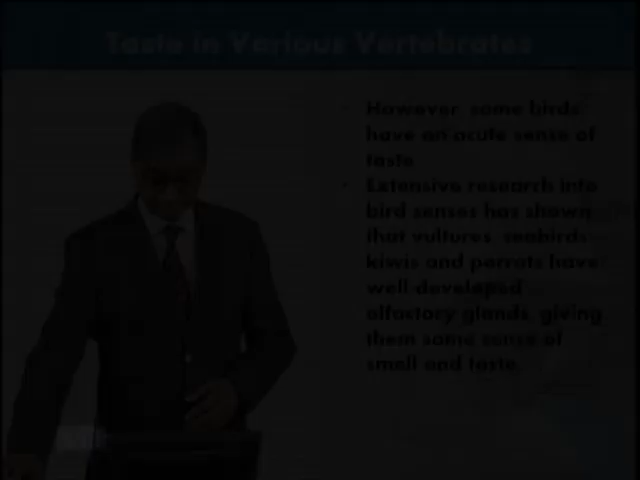 Taste in Various Vertebrates
• However, some birds
have an acute sense of
taste
• Extensive research into
bird senses has shown
that vultures, seabirds,
kiwis and parrots have
well developed
olfactory glands, giving
them some sense of
smell and taste.